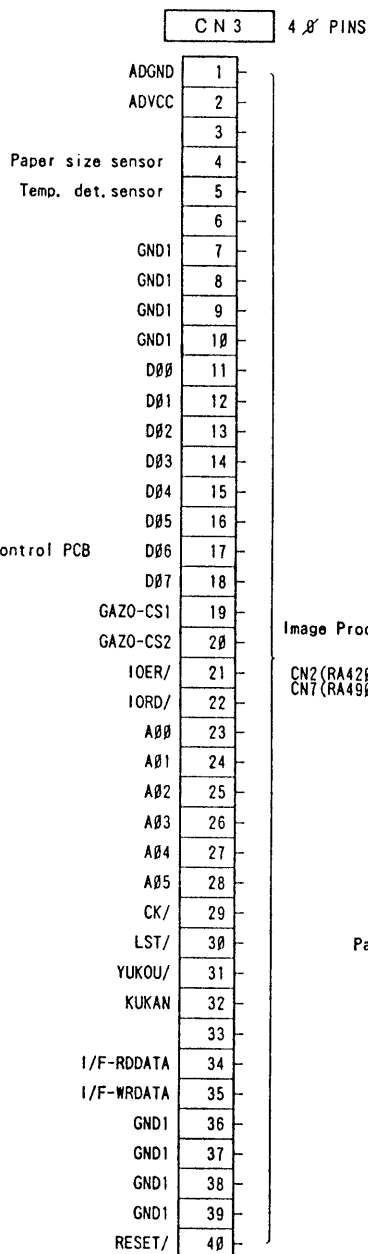 CN3 4Ø PINS
ADGND 1
ADVCC 2
3
Paper size sensor 4
Temp. det. sensor 5
6
GND1 7
GND1 8
GND1 9
GND1 1Ø
DØØ 11
DØ1 12
DØ2 13
DØ3 14
DØ4 15
DØ5 16
ontrol PCB DØ6 17
DØ7 18
GAZO-CS1 19
GAZO-CS2 2Ø
Image Proc
IOER/ 21
CN2(RA42Ø
CN7(RA49Ø
IORD/ 22
AØØ 23
AØ1 24
AØ2 25
AØ3 26
AØ4 27
AØ5 28
CK/ 29
LST/ 3Ø
Pa
YUKOU/ 31
KUKAN 32
33
I/F-RDDATA 34
I/F-WRDATA 35
GND1 36
GND1 37
GND1 38
GND1 39
RESET/ 4Ø